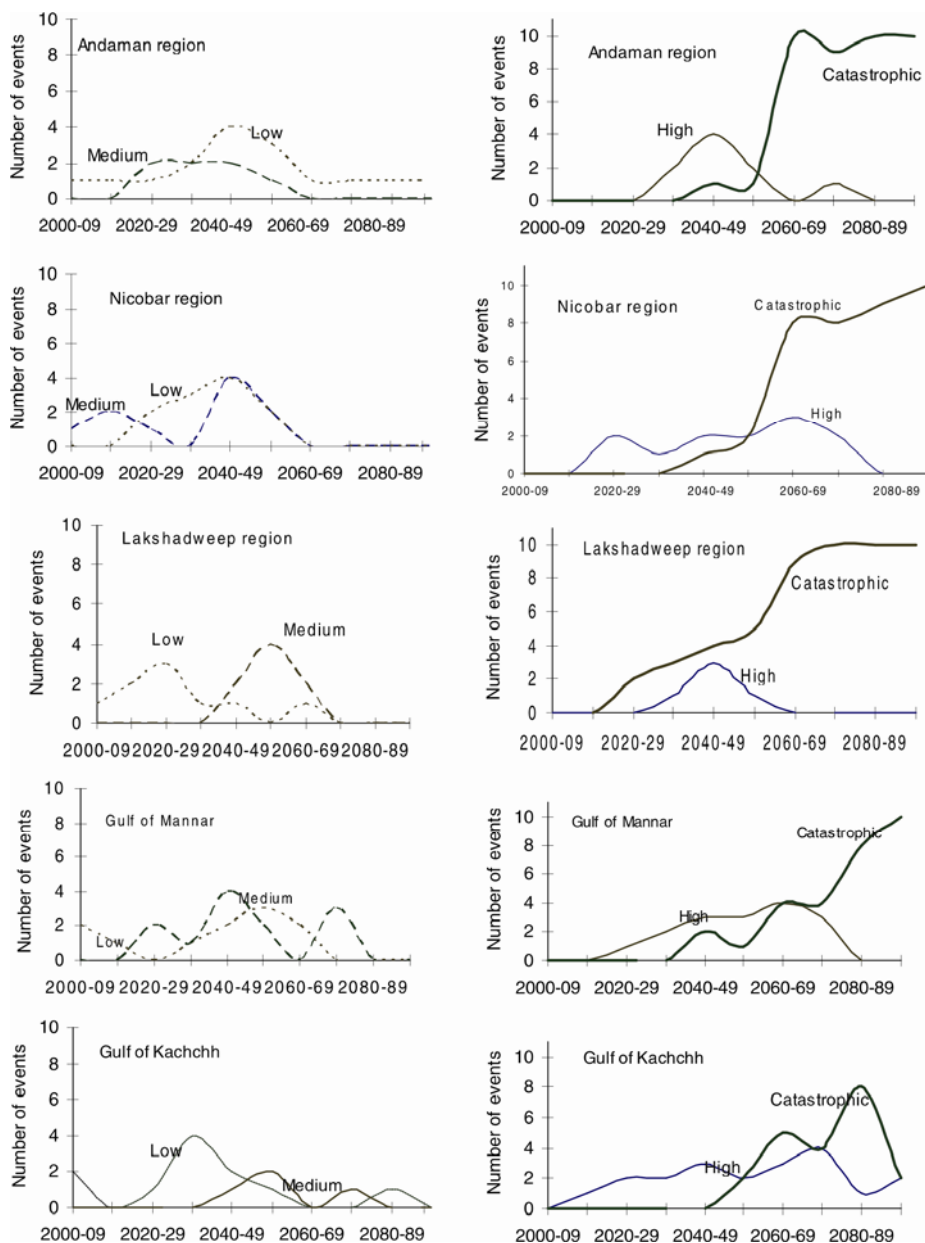 10
8
6
4
2
0
Number of events
Andaman region
Low
Medium
2000-09 2020-29 2040-49 2060-69 2080-89
10
8
6
4
2
0
Number of events
Andaman region
Catastrophic
High
2000-09 2020-29 2040-49 2060-69 2080-89
10
8
6
4
2
0
Number of events
Nicobar region
Low
Medium
2000-09 2020-29 2040-49 2060-69 2080-89
10
8
6
4
2
0
Number of events
Catastrophic
Nicobar region
High
2000-09 2020-29 2040-49 2060-69 2080-89
10
8
6
4
2
0
Number of events
Lakshadweep region
Medium
Low
2000-09 2020-29 2040-49 2060-69 2080-89
10
8
6
4
2
0
Number of events
Lakshadweep region
Catastrophic
High
2000-09 2020-29 2040-49 2060-69 2080-89
10
8
6
4
2
0
Number of events
Gulf of Mannar
Medium
Low
2000-09 2020-29 2040-49 2060-69 2080-89
10
8
6
4
2
0
Number of events
Gulf of Mannar
Catastrophic
High
2000-09 2020-29 2040-49 2060-69 2080-89
10
8
6
4
2
0
Number of events
Gulf of Kachchh
Low
Medium
2000-09 2020-29 2040-49 2060-69 2080-89
10
8
6
4
2
0
Number of events
Gulf of Kachchh
Catastrophic
High
2000-09 2020-29 2040-49 2060-69 2080-89